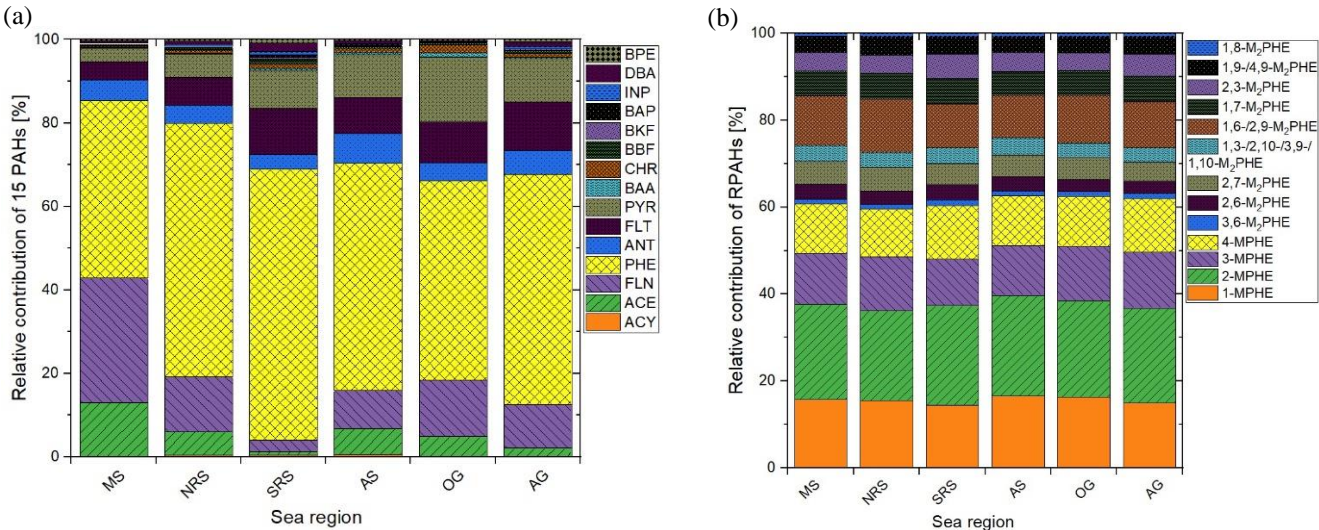 (a)
Relative contribution of 15 PAHs [%]
100
80
60
40
20
0
MS
NRS
SRS
AS
OG
AG
Sea region
BPE
DBA
INP
BAP
BKF
BBF
CHR
BAA
PYR
FLT
ANT
PHE
FLN
ACE
ACY
(b)
Relative contribution of RPAHs [%]
100
80
60
40
20
0
MS
NRS
SRS
AS
OG
AG
Sea region
1,8-M₂PHE
1,9-/4,9-M₂PHE
2,3-M₂PHE
1,7-M₂PHE
1,6-/2,9-M₂PHE
1,3-/2,10-/3,9-/
1,10-M₂PHE
2,7-M₂PHE
2,6-M₂PHE
3,6-M₂PHE
4-MPHE
3-MPHE
2-MPHE
1-MPHE